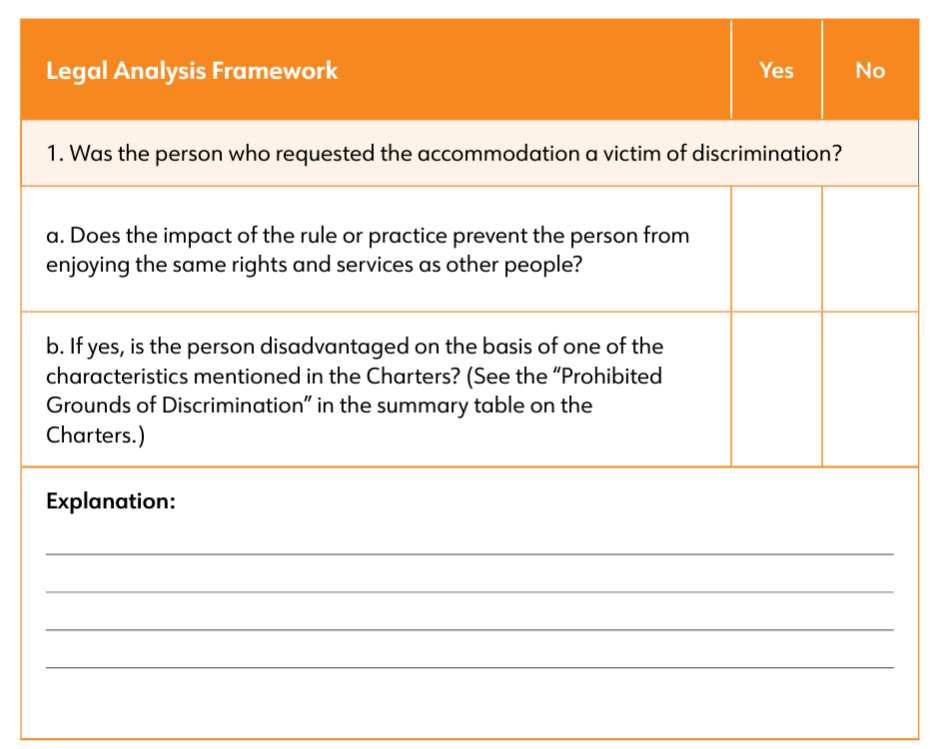 Legal Analysis Framework Yes No
1. Was the person who requested the accommodation a victim of discrimination?
a. Does the impact of the rule or practice prevent the person from
enjoying the same rights and services as other people?
b. If yes, is the person disadvantaged on the basis of one of the
characteristics mentioned in the Charters? (See the “Prohibited
Grounds of Discrimination” in the summary table on the
Charters.)
Explanation: